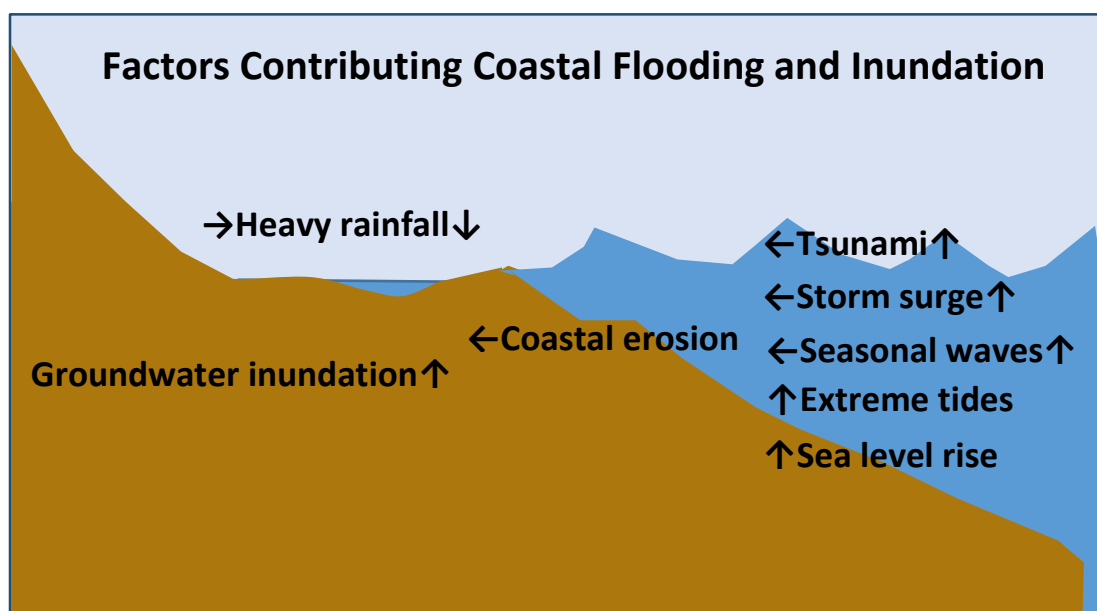 Factors Contributing Coastal Flooding and Inundation
→Heavy rainfall↓
←Tsunami↑
←Storm surge↑
←Coastal erosion
←Seasonal waves↑
Groundwater inundation↑
↑Extreme tides
↑Sea level rise